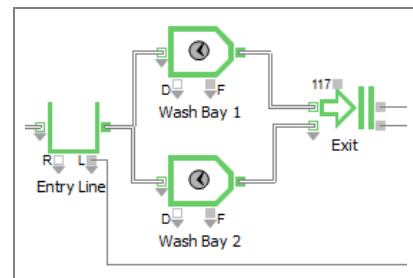 D F
Wash Bay 1
117
Exit
R L
Entry Line
D F
Wash Bay 2